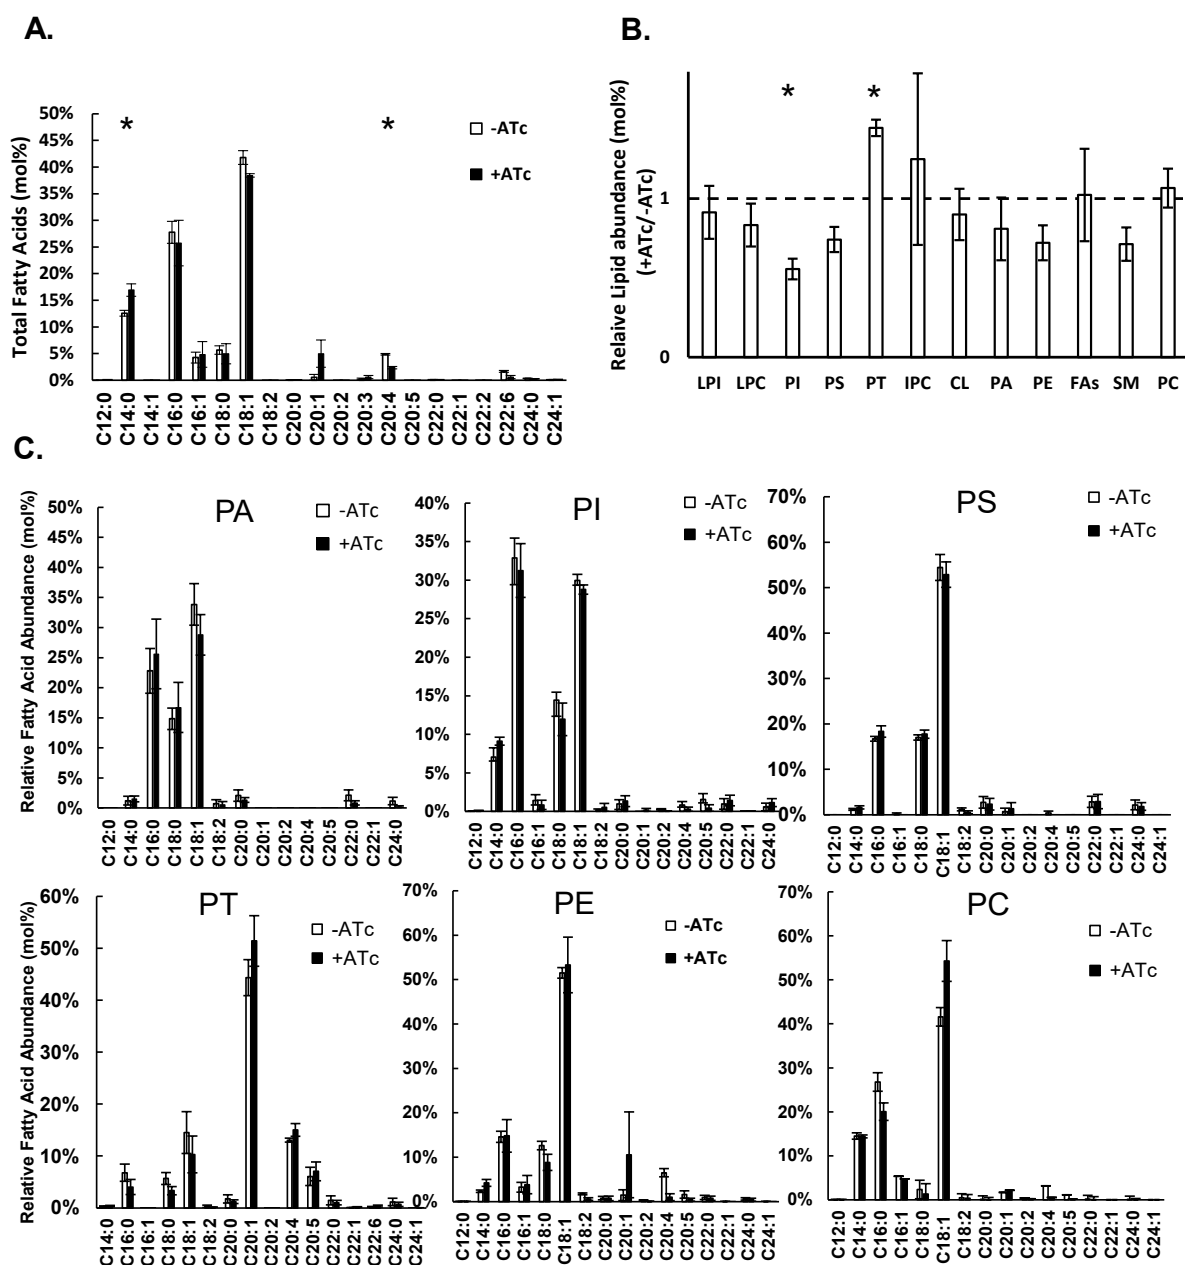 A.
Total Fatty Acids (mol%)
50%
45%
40%
35%
30%
25%
20%
15%
10%
5%
0%
*
*
-ATc
+ATc
C12:0
C14:0
C14:1
C16:0
C16:1
C18:0
C18:1
C18:2
C20:0
C20:1
C20:2
C20:3
C20:4
C20:5
C22:0
C22:1
C22:2
C22:6
C24:0
C24:1
B.
Relaive Lipid abundance (mol%)
(+ATc/-ATc)
1
0
*
*
LPI
LPC
PI
PS
PT
IPC
CL
PA
PE
FAs
SM
PC
C.
Relative Fatty Acid Abundance (mol%)
PA
-ATc
+ATc
50%
45%
40%
35%
30%
25%
20%
15%
10%
5%
0%
C12:0
C14:0
C16:0
C18:0
C18:1
C18:2
C20:0
C20:1
C20:2
C20:4
C20:5
C22:0
C22:1
C24:0
PI
-ATc
+ATc
40%
35%
30%
25%
20%
15%
10%
5%
0%
C12:0
C14:0
C16:0
C16:1
C18:0
C18:1
C18:2
C20:0
C20:1
C20:2
C20:4
C20:5
C22:0
C22:1
C24:0
PS
-ATc
+ATc
70%
60%
50%
40%
30%
20%
10%
0%
C12:0
C14:0
C16:0
C16:1
C18:0
C18:1
C18:2
C20:0
C20:1
C20:2
C20:4
C20:5
C22:0
C22:1
C24:0
C24:1
Relative Fatty Acid Abundance (mol%)
PT
-ATc
+ATc
60%
50%
40%
30%
20%
10%
0%
C14:0
C16:0
C16:1
C18:0
C18:1
C18:2
C20:0
C20:1
C20:2
C20:4
C20:5
C22:0
C22:1
C22:6
C24:0
C24:1
PE
-ATc
+ATc
70%
60%
50%
40%
30%
20%
10%
0%
C12:0
C14:0
C16:0
C16:1
C18:0
C18:1
C18:2
C20:0
C20:1
C20:2
C20:4
C20:5
C22:0
C22:1
C24:0
C24:1
PC
-ATc
+ATc
70%
60%
50%
40%
30%
20%
10%
0%
C12:0
C14:0
C16:0
C16:1
C18:0
C18:1
C18:2
C20:0
C20:1
C20:2
C20:4
C20:5
C22:0
C22:1
C24:0
C24:1